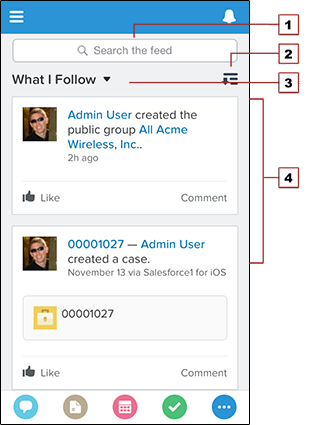 Search the feed
1
2
What I Follow
3
Admin User created the
public group All Acme
Wireless, Inc..
2h ago
4
Like
Comment
00001027 — Admin User
created a case.
November 13 via Salesforce1 for iOS
00001027
Like
Comment